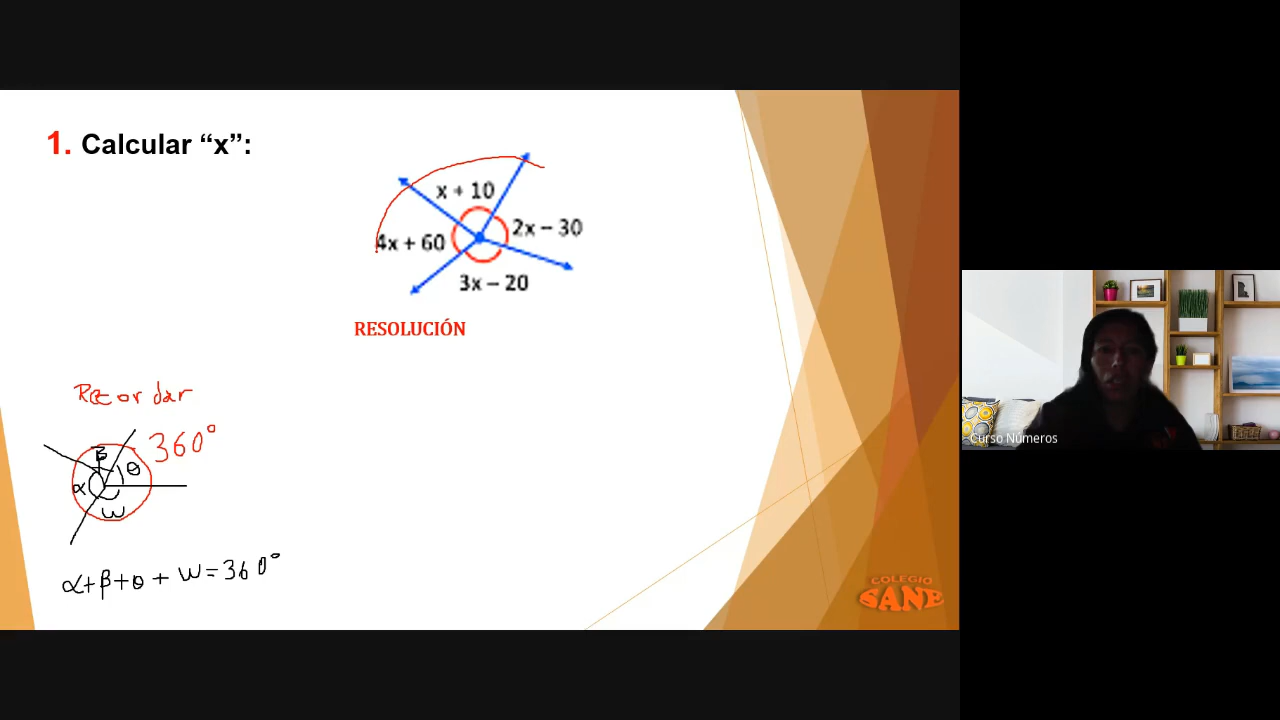 1. Calcular “x”:
x + 10
2x – 30
4x + 60
3x – 20
RESOLUCIÓN
Recordar
360°
β
θ
α
w
α+β+θ+w=360°
COLEGIO
SANE
Curso Números